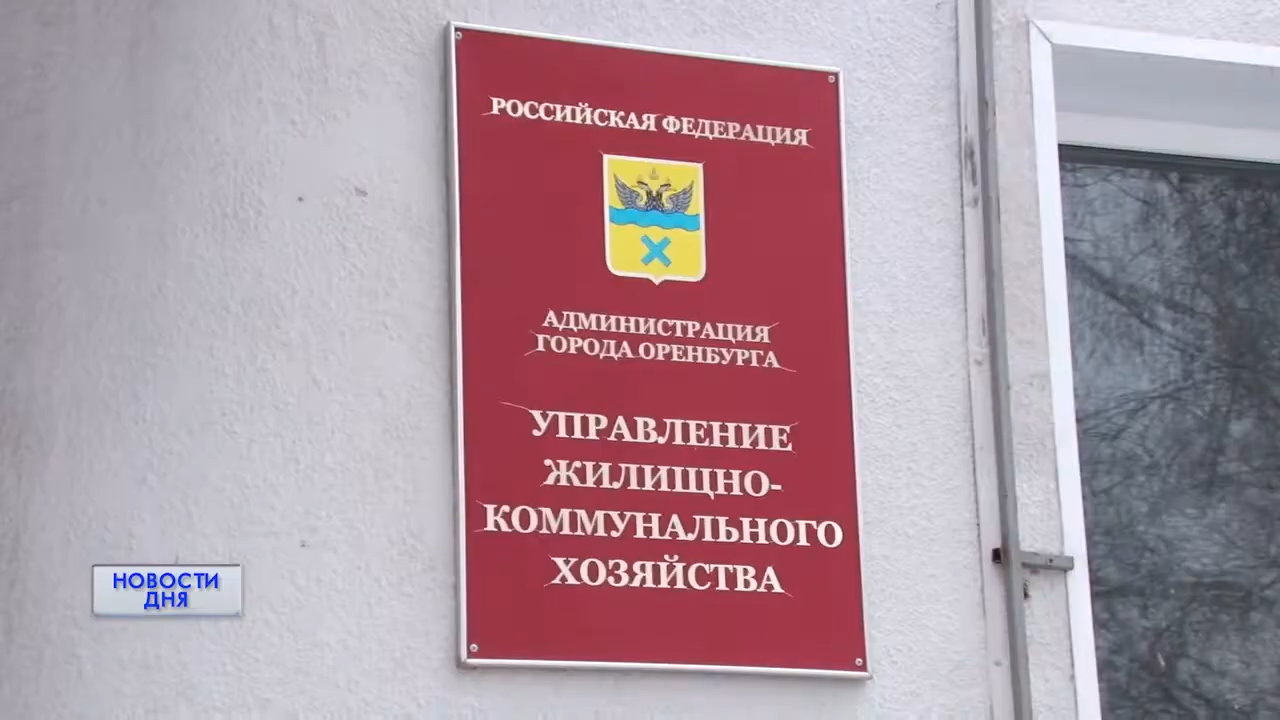 РОССИЙСКАЯ ФЕДЕРАЦИЯ
АДМИНИСТРАЦИЯ
ГОРОДА ОРЕНБУРГА
УПРАВЛЕНИЕ
ЖИЛИЩНО-
КОММУНАЛЬНОГО
ХОЗЯЙСТВА
НОВОСТИ
ДНЯ